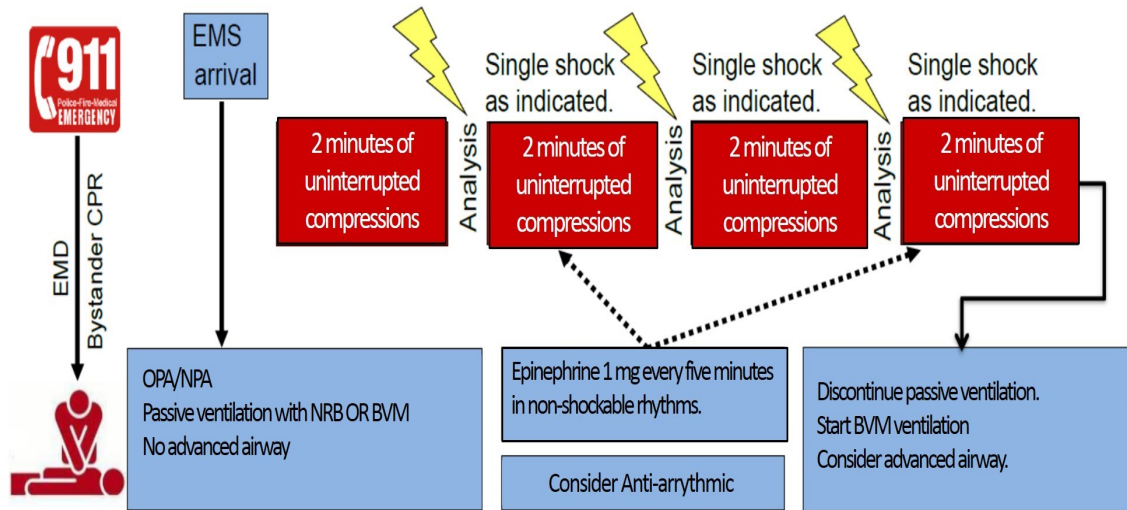 911
Police-Fire-Medical
EMERGENCY
EMD
Bystander CPR
EMS
arrival
2 minutes of
uninterrupted
compressions
Analysis
Single shock
as indicated.
2 minutes of
uninterrupted
compressions
Analysis
Single shock
as indicated.
2 minutes of
uninterrupted
compressions
Analysis
Single shock
as indicated.
2 minutes of
uninterrupted
compressions
OPA/NPA
Passive ventilation with NRB OR BVM
No advanced airway
Epinephrine 1 mg every five minutes
in non-shockable rhythms.
Consider Anti-arrythmic
Discontinue passive ventilation.
Start BVM ventilation
Consider advanced airway.